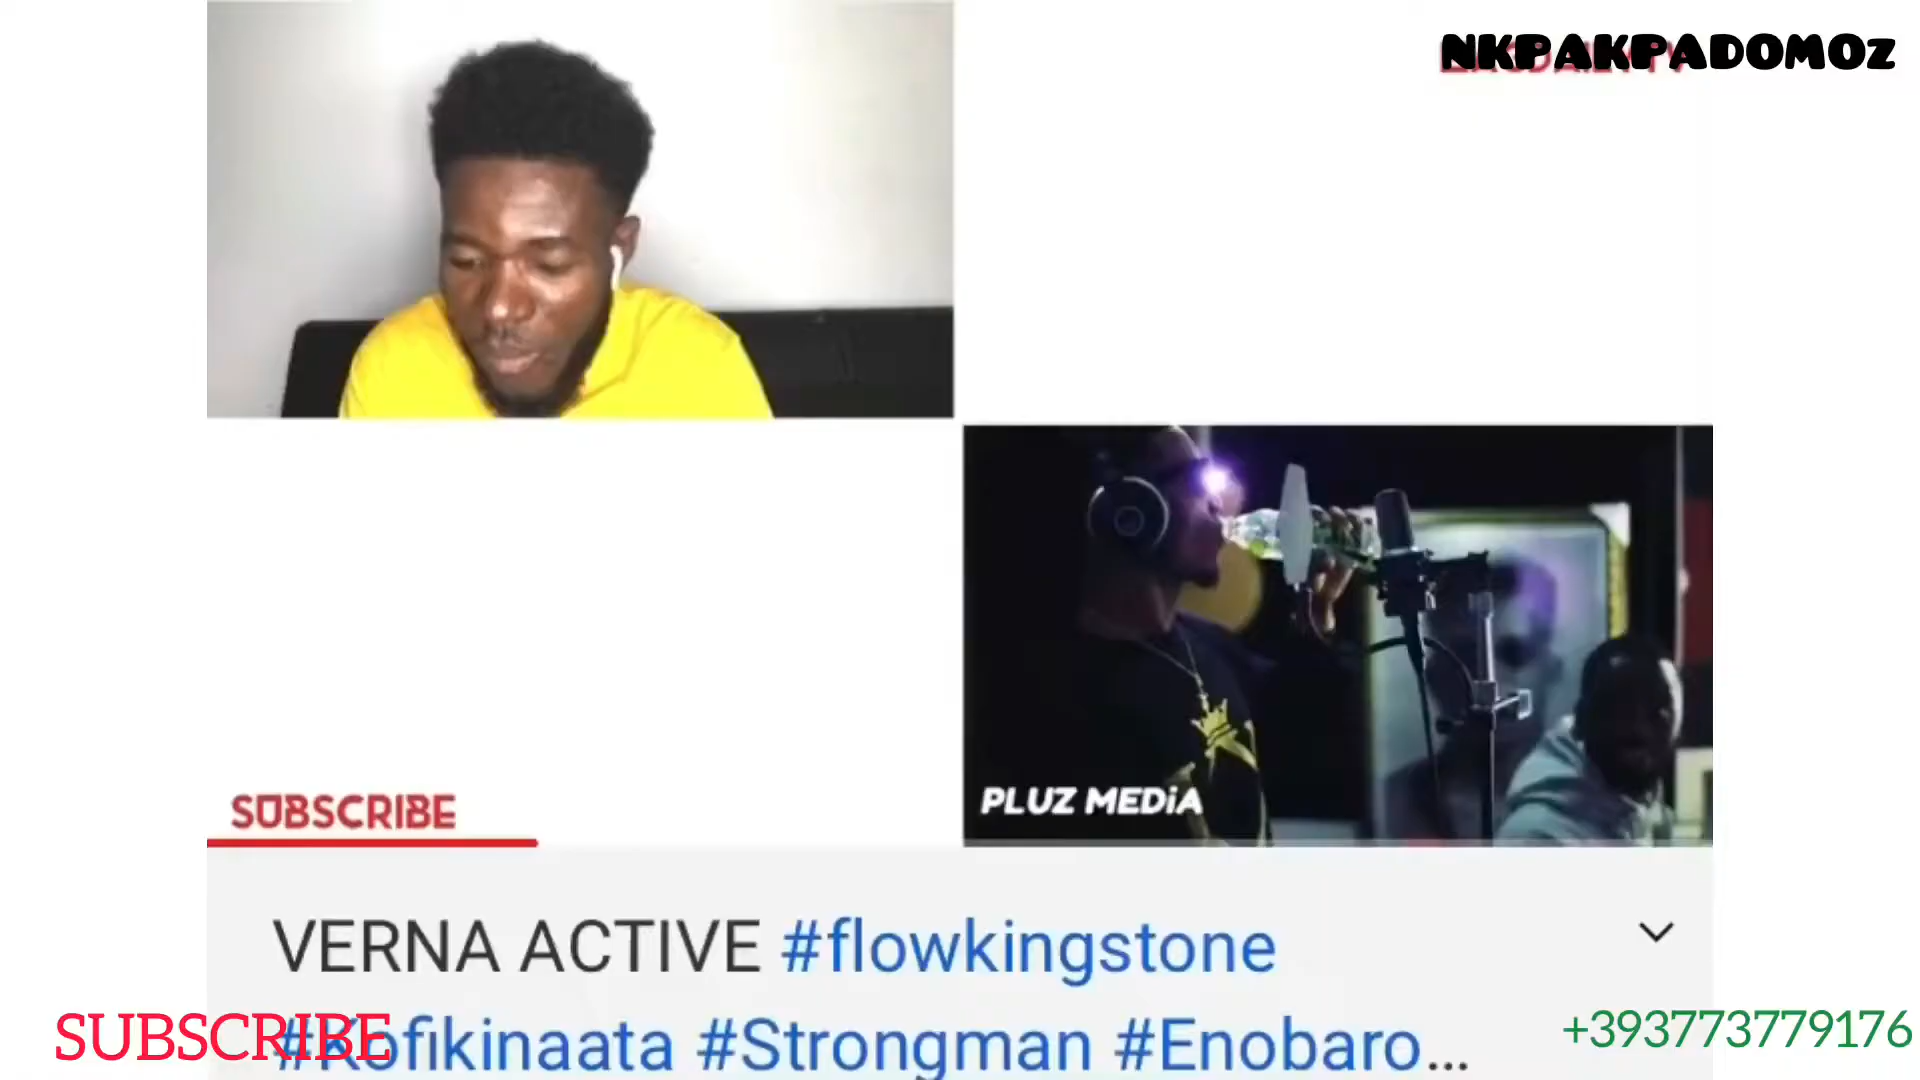 NKPAKPADOMOz
PLUZ MEDiA
SUBSCRIBE
VERNA ACTIVE #flowkingstone
#Kofikinaata #Strongman #Enobaro...
SUBSCRIBE
+393773779176